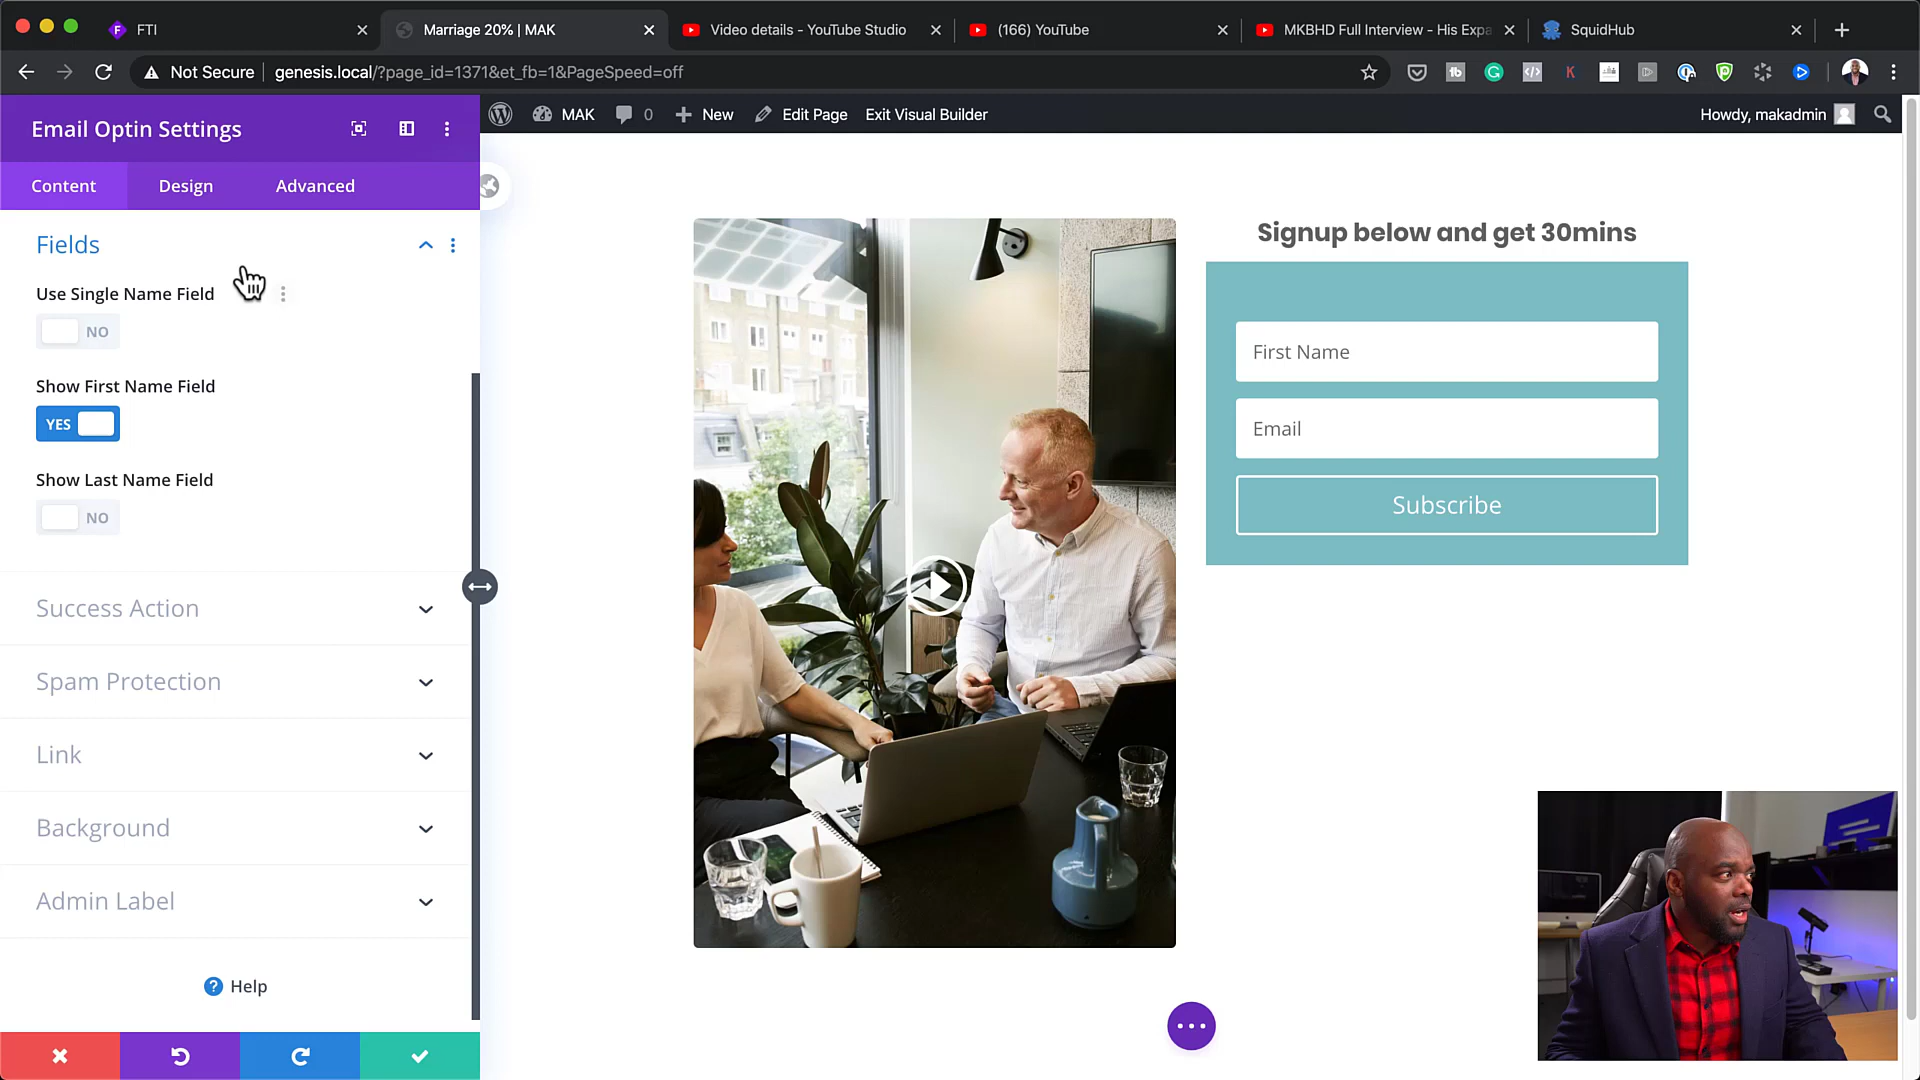 FTI
Marriage 20% | MAK
Video details - YouTube Studio
(166) YouTube
MKBHD Full Interview - His Expa
SquidHub
Not Secure
genesis.local/?page_id=1371&et_fb=1&PageSpeed=off
Email Optin Settings
MAK
0
New
Edit Page
Exit Visual Builder
Howdy, makadmin
Content
Design
Advanced
Fields
Use Single Name Field
NO
Show First Name Field
YES
Show Last Name Field
NO
Success Action
Spam Protection
Link
Background
Admin Label
Help
Signup below and get 30mins
First Name
Email
Subscribe